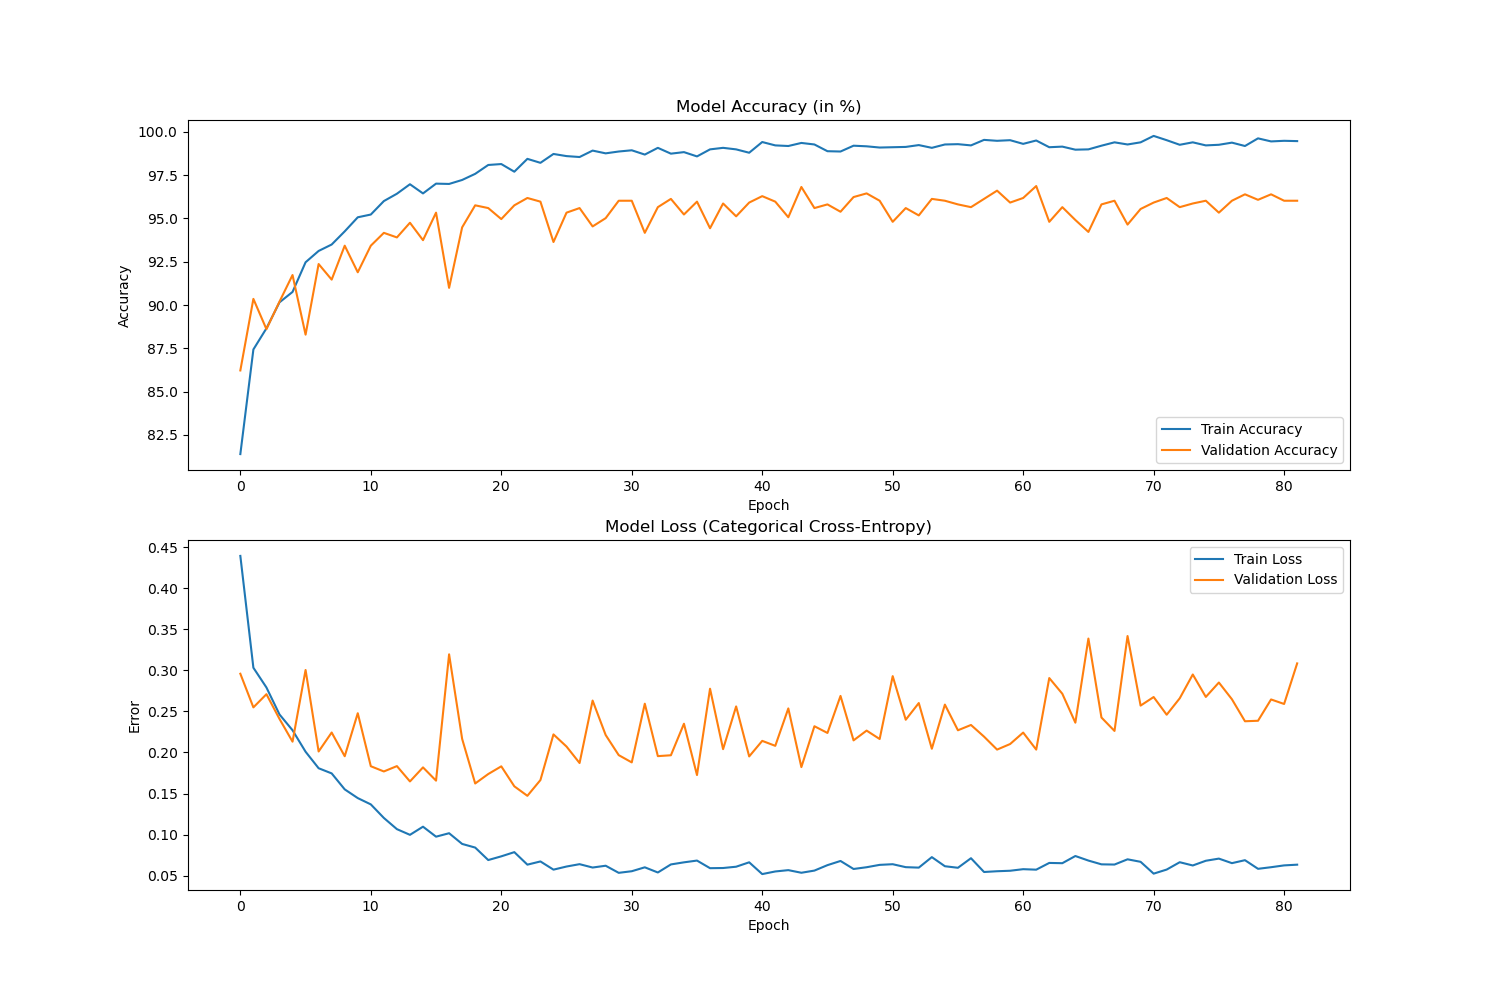 Model Accuracy (in %)
100.0
97.5
95.0
92.5
90.0
87.5
85.0
82.5
Accuracy
Train Accuracy
Validation Accuracy
0 10 20 30 40 50 60 70 80
Epoch
Model Loss (Categorical Cross-Entropy)
0.45
0.40
0.35
0.30
0.25
0.20
0.15
0.10
0.05
Error
Train Loss
Validation Loss
0 10 20 30 40 50 60 70 80
Epoch